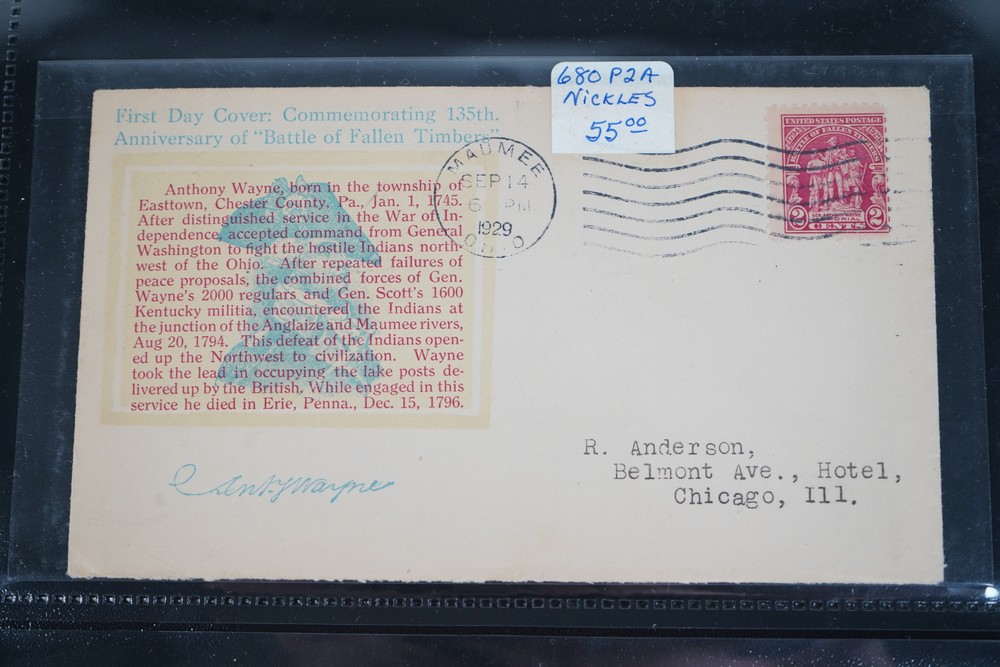 680 P2A
NICKLES
55.00
First Day Cover: Commemorating 135th.
Anniversary of "Battle of Fallen Timbers"
Anthony Wayne, born in the township of
Easttown, Chester County, Pa., Jan. 1, 1745.
After distinguished service in the War of In-
dependence, accepted command from General
Washington to fight the hostile Indians north-
west of the Ohio. After repeated failures of
peace proposals, the combined forces of Gen.
Wayne's 2000 regulars and Gen. Scott's 1600
Kentucky militia, encountered the Indians at
the junction of the Anglaize and Maumee rivers,
Aug 20, 1794. This defeat of the Indians open-
ed up the Northwest to civilization. Wayne
took the lead in occupying the lake posts de-
livered up by the British. While engaged in this
service he died in Erie, Penna., Dec. 15, 1796.
Ant.y Wayne
MAUMEE
SEP 14
6 PM
1929
OHIO
UNITED STATES POSTAGE
BATTLE OF FALLEN TIMBERS
2 2
CENTS
R. Anderson,
Belmont Ave., Hotel,
Chicago, Ill.